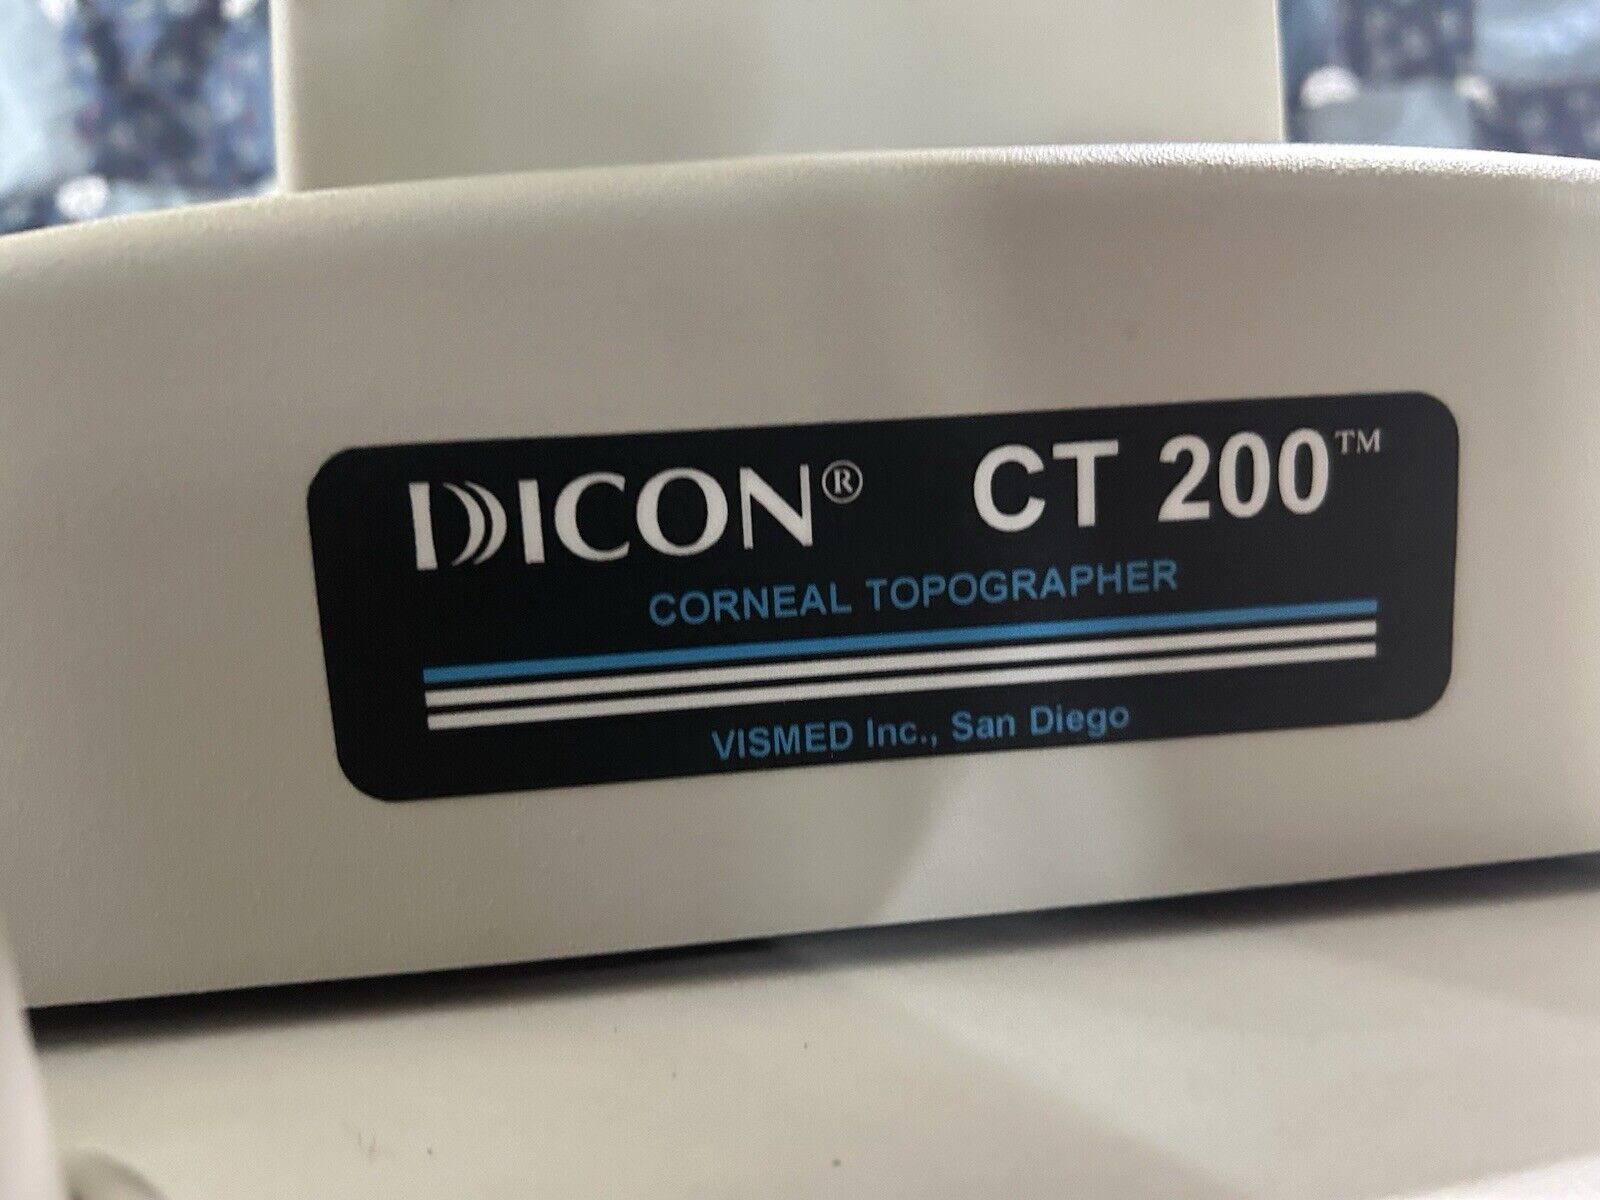 DICON® CT 200™
CORNEAL TOPOGRAPHER
VISMED Inc., San Diego